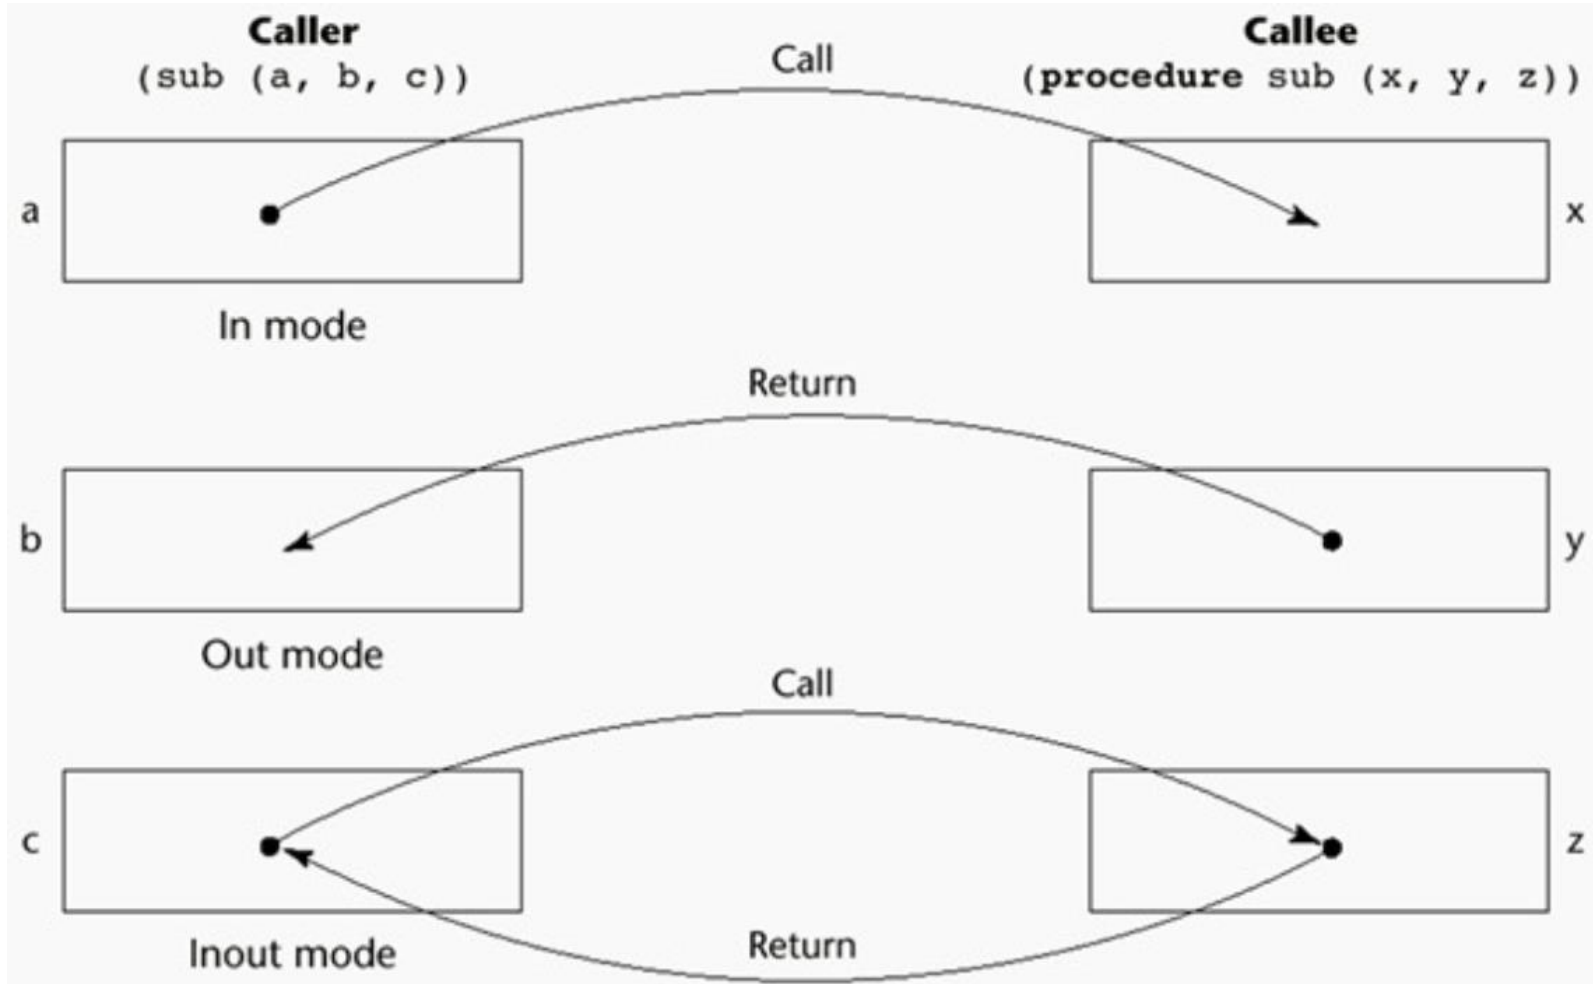 Caller
(sub (a, b, c))
Call
Callee
(procedure sub (x, y, z))
a
x
In mode
Return
b
y
Out mode
Call
c
z
Inout mode
Return